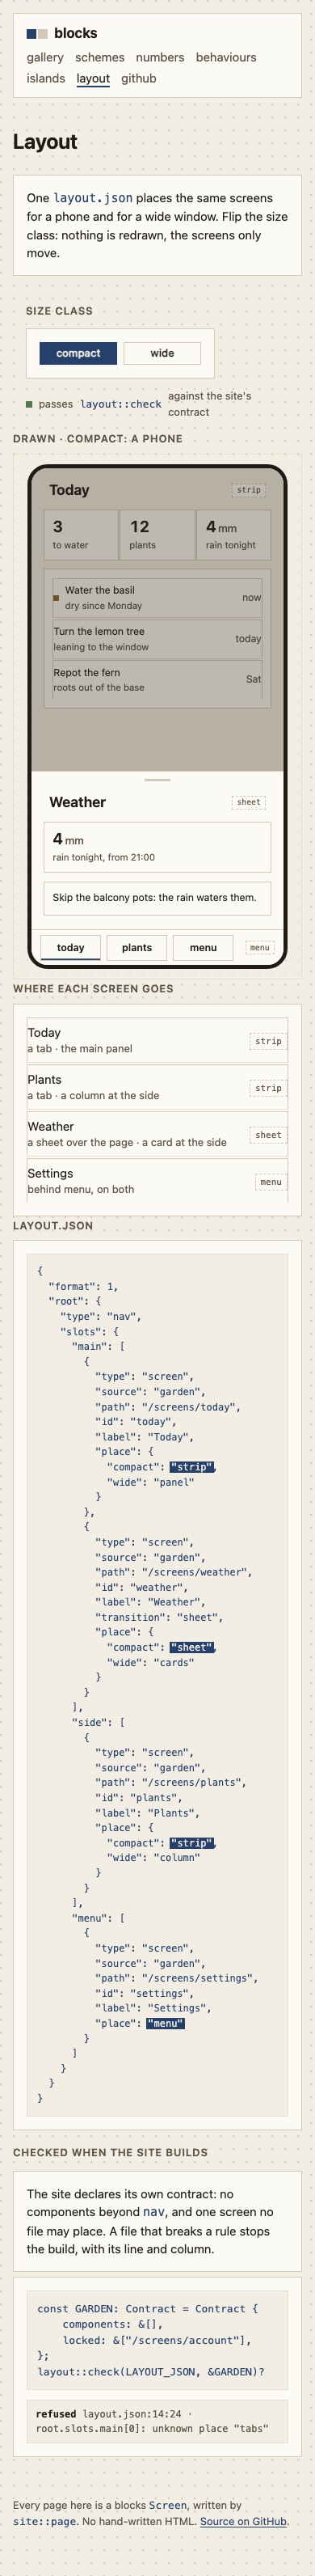 blocks
gallery schemes numbers behaviours
islands layout github
Layout
One layout.json places the same screens
for a phone and for a wide window. Flip the size
class: nothing is redrawn, the screens only
move.
SIZE CLASS
compact wide
passes layout::check against the site's
contract
DRAWN · COMPACT: A PHONE
Today strip
3 12 4 mm
to water plants rain tonight
Water the basil
dry since Monday now
Turn the lemon tree
leaning to the window today
Repot the fern
roots out of the base Sat
Weather sheet
4 mm
rain tonight, from 21:00
Skip the balcony pots: the rain waters them.
today plants menu menu
WHERE EACH SCREEN GOES
Today
a tab · the main panel strip
Plants
a tab · a column at the side strip
Weather
a sheet over the page · a card at the side sheet
Settings
behind menu, on both menu
LAYOUT.JSON
{
"format": 1,
"root": {
"type": "nav",
"slots": {
"main": [
{
"type": "screen",
"source": "garden",
"path": "/screens/today",
"id": "today",
"label": "Today",
"place": {
"compact": "strip",
"wide": "panel"
}
},
{
"type": "screen",
"source": "garden",
"path": "/screens/weather",
"id": "weather",
"label": "Weather",
"transition": "sheet",
"place": {
"compact": "sheet",
"wide": "cards"
}
}
],
"side": [
{
"type": "screen",
"source": "garden",
"path": "/screens/plants",
"id": "plants",
"label": "Plants",
"place": {
"compact": "strip",
"wide": "column"
}
}
],
"menu": [
{
"type": "screen",
"source": "garden",
"path": "/screens/settings",
"id": "settings",
"label": "Settings",
"place": "menu"
}
]
}
}
}
CHECKED WHEN THE SITE BUILDS
The site declares its own contract: no
components beyond nav, and one screen no
file may place. A file that breaks a rule stops
the build, with its line and column.
const GARDEN: Contract = Contract {
components: &[],
locked: &["/screens/account"],
};
layout::check(LAYOUT_JSON, &GARDEN)?
refused layout.json:14:24 ·
root.slots.main[0]: unknown place "tabs"
Every page here is a blocks Screen, written by
site::page. No hand-written HTML. Source on GitHub.